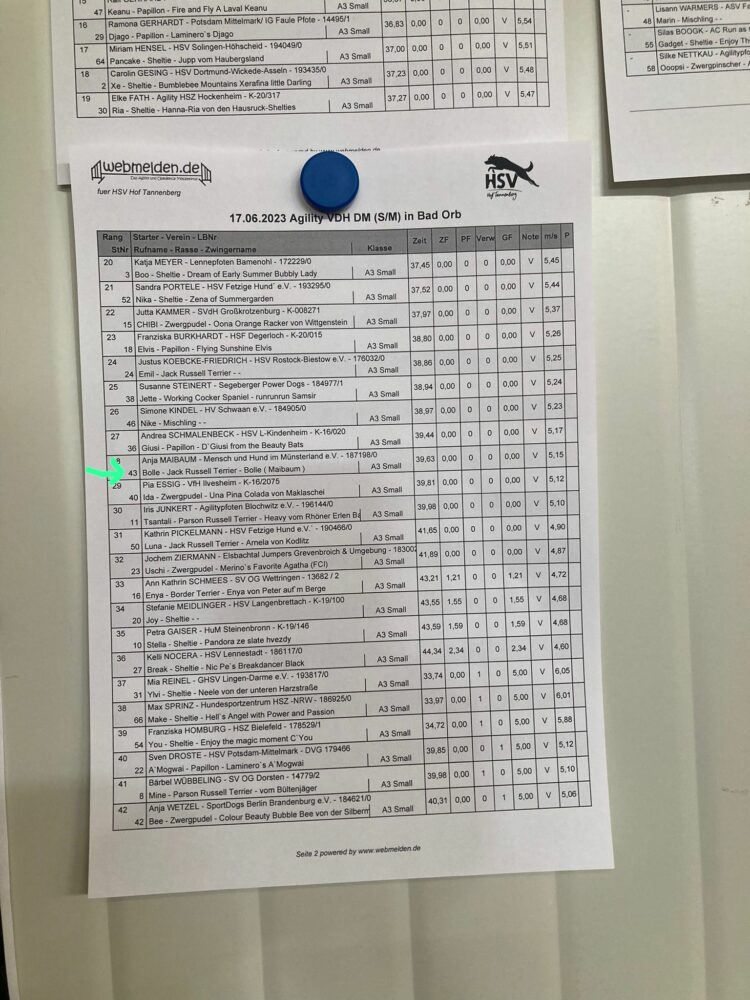 47 Keanu - Papillon - Fire and Fly A Laval Keanu A3 Small
16 Ramona GERHARDT - Potsdam Mittelmark/ IG Faule Pfote - 14495/1 36,83 0,00 0 0 0,00 V 5,54
29 Django - Papillon - Laminero´s Djago A3 Small
17 Miriam HENSEL - HSV Solingen-Höhscheid - 194049/0 37,00 0,00 0 0 0,00 V 5,51
64 Pancake - Sheltie - Jupp vom Haubergsland A3 Small
18 Carolin GESING - HSV Dortmund-Wickede-Asseln - 193435/0 37,23 0,00 0 0 0,00 V 5,48
2 Xe - Sheltie - Bumblebee Mountains Xerafina little Darling A3 Small
19 Elke FATH - Agility HSZ Hockenheim - K-20/317 37,27 0,00 0 0 0,00 V 5,47
30 Ria - Sheltie - Hanna-Ria von den Hausruck-Shelties A3 Small
Lisann WARMERS - ASV Fa
48 Marin - Mischling - -
Silas BOOGK - AC Run as
55 Gadget - Sheltie - Enjoy Th
Silke NETTKAU - Agilitypfo
58 Ooopsi - Zwergpinscher -
webmelden.de
fuer HSV Hof Tannenberg
HSV
Hof Tannenberg
17.06.2023 Agility VDH DM (S/M) in Bad Orb
Rang Starter - Verein - LBNr Zeit ZF PF Verw GF Note m/s P
StNr Rufname - Rasse - Zwingername Klasse
20 Katja MEYER - Lennepfoten Bamenohl - 172229/0 37,45 0,00 0 0 0,00 V 5,45
3 Boo - Sheltie - Dream of Early Summer Bubbly Lady A3 Small
21 Sandra PORTELE - HSV Fetzige Hund´ e.V. - 193295/0 37,52 0,00 0 0 0,00 V 5,44
52 Nika - Sheltie - Zena of Summergarden A3 Small
22 Jutta KAMMER - SVdH Großkrotzenburg - K-008271 37,97 0,00 0 0 0,00 V 5,37
15 CHIBI - Zwergpudel - Oona Orange Racker von Wittgenstein A3 Small
23 Franziska BURKHARDT - HSF Degerloch - K-20/015 38,80 0,00 0 0 0,00 V 5,26
18 Elvis - Papillon - Flying Sunshine Elvis A3 Small
24 Justus KOEBCKE-FRIEDRICH - HSV Rostock-Biestow e.V. - 176032/0 38,86 0,00 0 0 0,00 V 5,25
24 Emil - Jack Russell Terrier - - A3 Small
25 Susanne STEINERT - Segeberger Power Dogs - 184977/1 38,94 0,00 0 0 0,00 V 5,24
38 Jette - Working Cocker Spaniel - runrunrun Samsir A3 Small
26 Simone KINDEL - HV Schwaan e.V. - 184905/0 38,97 0,00 0 0 0,00 V 5,23
46 Nike - Mischling - - A3 Small
27 Andrea SCHMALENBECK - HSV L-Kindenheim - K-16/020 39,44 0,00 0 0 0,00 V 5,17
36 Giusi - Papillon - D´Giusi from the Beauty Bats A3 Small
8 Anja MAIBAUM - Mensch und Hund im Münsterland e.V. - 187198/0 39,63 0,00 0 0 0,00 V 5,15
43 Bolle - Jack Russell Terrier - Bolle ( Maibaum ) A3 Small
29 Pia ESSIG - VfH Ilvesheim - K-16/2075 39,81 0,00 0 0 0,00 V 5,12
40 Ida - Zwergpudel - Una Pina Colada von Maklaschei A3 Small
30 Iris JUNKERT - Agilitypfoten Blochwitz e.V. - 196144/0 39,98 0,00 0 0 0,00 V 5,10
11 Tsantali - Parson Russell Terrier - Heavy vom Rhöner Erlen Ba A3 Small
31 Kathrin PICKELMANN - HSV Fetzige Hund e.V.´ - 190466/0 41,65 0,00 0 0 0,00 V 4,90
50 Luna - Jack Russell Terrier - Arnela von Kodlitz A3 Small
32 Jochem ZIERMANN - Elsbachtal Jumpers Grevenbroich & Umgebung - 183002 41,89 0,00 0 0 0,00 V 4,87
23 Uschi - Zwergpudel - Merino´s Favorite Agatha (FCI) A3 Small
33 Ann Kathrin SCHMEES - SV OG Wettringen - 13682 / 2 43,21 1,21 0 0 1,21 V 4,72
16 Enya - Border Terrier - Enya von Peter auf´m Berge A3 Small
34 Stefanie MEIDLINGER - HSV Langenbrettach - K-19/100 43,55 1,55 0 0 1,55 V 4,68
20 Joy - Sheltie - - A3 Small
35 Petra GAISER - HuM Steinenbronn - K-19/146 43,59 1,59 0 0 1,59 V 4,68
10 Stella - Sheltie - Pandora ze slate hvezdy A3 Small
36 Kelli NOCERA - HSV Lennestadt - 186117/0 44,34 2,34 0 0 2,34 V 4,60
27 Break - Sheltie - Nic Pe´s Breakdancer Black A3 Small
37 Mia REINEL - GHSV Lingen-Darme e.V. - 193817/0 33,74 0,00 1 0 5,00 V 6,05
31 Ylvi - Sheltie - Neele von der unteren Harzstraße A3 Small
38 Max SPRINZ - Hundesportzentrum HSZ -NRW - 186925/0 33,97 0,00 1 0 5,00 V 6,01
66 Make - Sheltie - Hell´s Angel with Power and Passion A3 Small
39 Franziska HOMBURG - HSZ Bielefeld - 178529/1 34,72 0,00 1 0 5,00 V 5,88
54 You - Sheltie - Enjoy the magic moment C´You A3 Small
40 Sven DROSTE - HSV Potsdam-Mittelmark - DVG 179466 39,85 0,00 0 1 5,00 V 5,12
22 A´Mogwai - Papillon - Laminero´s A´Mogwai A3 Small
41 Bärbel WÜBBELING - SV OG Dorsten - 14779/2 39,98 0,00 1 0 5,00 V 5,10
8 Mine - Parson Russell Terrier - vom Bültenjäger A3 Small
42 Anja WETZEL - SportDogs Berlin Brandenburg e.V. - 184621/0 40,31 0,00 0 1 5,00 V 5,06
42 Bee - Zwergpudel - Colour Beauty Bubble Bee von der Silbern A3 Small
Seite 2 powered by www.webmelden.de